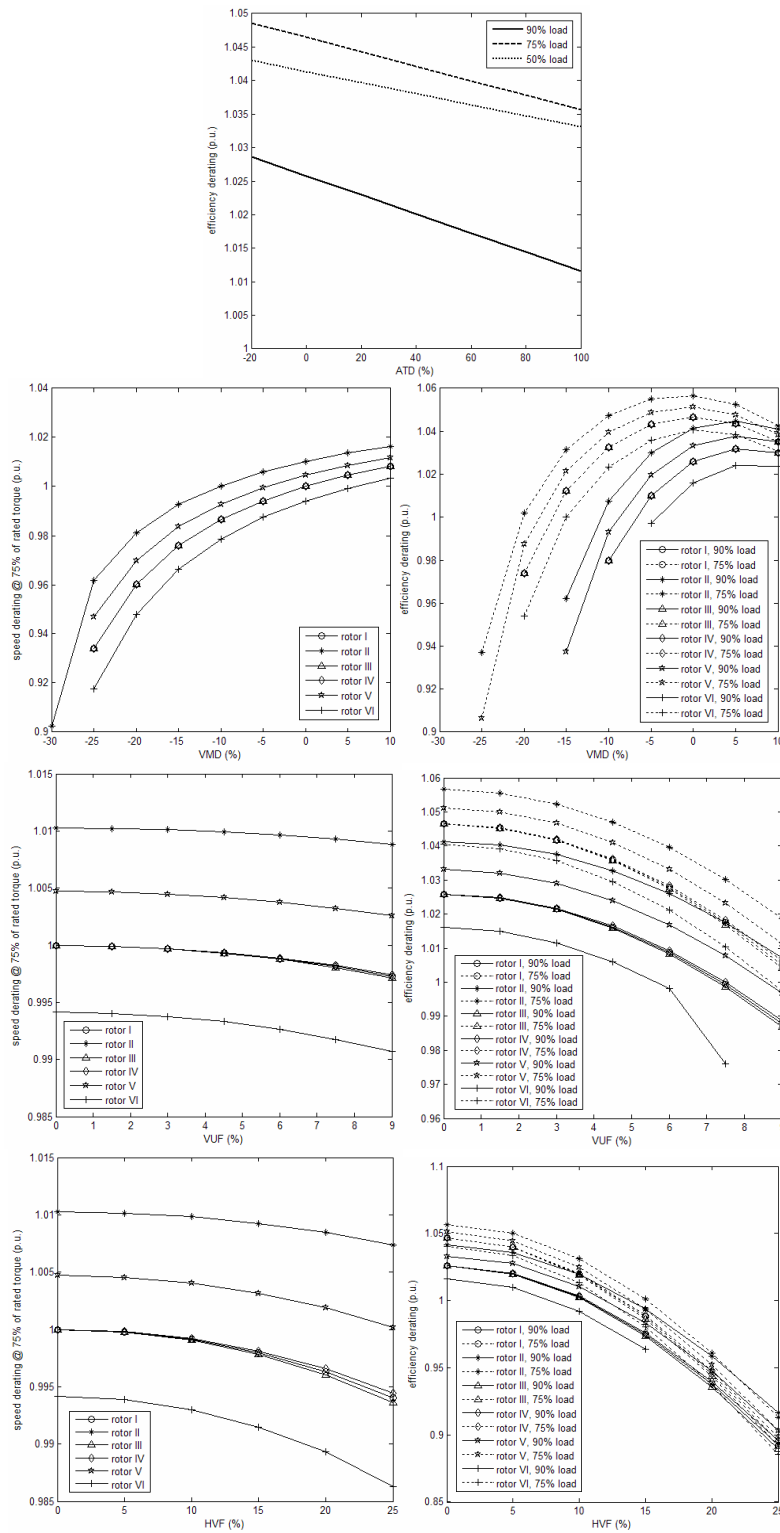 1.05
1.045
1.04
1.035
1.03
1.025
1.02
1.015
1.01
1.005
1
efficiency derating (p.u.)
90% load
75% load
50% load
-20 0 20 40 60 80 100
ATD (%)
1.04
1.02
1
0.98
0.96
0.94
0.92
0.9
speed derating @ 75% of rated torque (p.u.)
rotor I
rotor II
rotor III
rotor IV
rotor V
rotor VI
-30 -25 -20 -15 -10 -5 0 5 10
VMD (%)
1.06
1.04
1.02
1
0.98
0.96
0.94
0.92
0.9
efficiency derating (p.u.)
rotor I, 90% load
rotor I, 75% load
rotor II, 90% load
rotor II, 75% load
rotor III, 90% load
rotor III, 75% load
rotor IV, 90% load
rotor IV, 75% load
rotor V, 90% load
rotor V, 75% load
rotor VI, 90% load
rotor VI, 75% load
-30 -25 -20 -15 -10 -5 0 5 10
VMD (%)
1.015
1.01
1.005
1
0.995
0.99
0.985
speed derating @ 75% of rated torque (p.u.)
rotor I
rotor II
rotor III
rotor IV
rotor V
rotor VI
0 1 2 3 4 5 6 7 8 9
VUF (%)
1.06
1.05
1.04
1.03
1.02
1.01
1
0.99
0.98
0.97
0.96
efficiency derating (p.u.)
rotor I, 90% load
rotor I, 75% load
rotor II, 90% load
rotor II, 75% load
rotor III, 90% load
rotor III, 75% load
rotor IV, 90% load
rotor IV, 75% load
rotor V, 90% load
rotor V, 75% load
rotor VI, 90% load
rotor VI, 75% load
0 1 2 3 4 5 6 7 8
VUF (%)
1.015
1.01
1.005
1
0.995
0.99
0.985
speed derating @ 75% of rated torque (p.u.)
rotor I
rotor II
rotor III
rotor IV
rotor V
rotor VI
0 5 10 15 20 25
HVF (%)
1.1
1.05
1
0.95
0.9
0.85
efficiency derating (p.u.)
rotor I, 90% load
rotor I, 75% load
rotor II, 90% load
rotor II, 75% load
rotor III, 90% load
rotor III, 75% load
rotor IV, 90% load
rotor IV, 75% load
rotor V, 90% load
rotor V, 75% load
rotor VI, 90% load
rotor VI, 75% load
0 5 10 15 20 25
HVF (%)